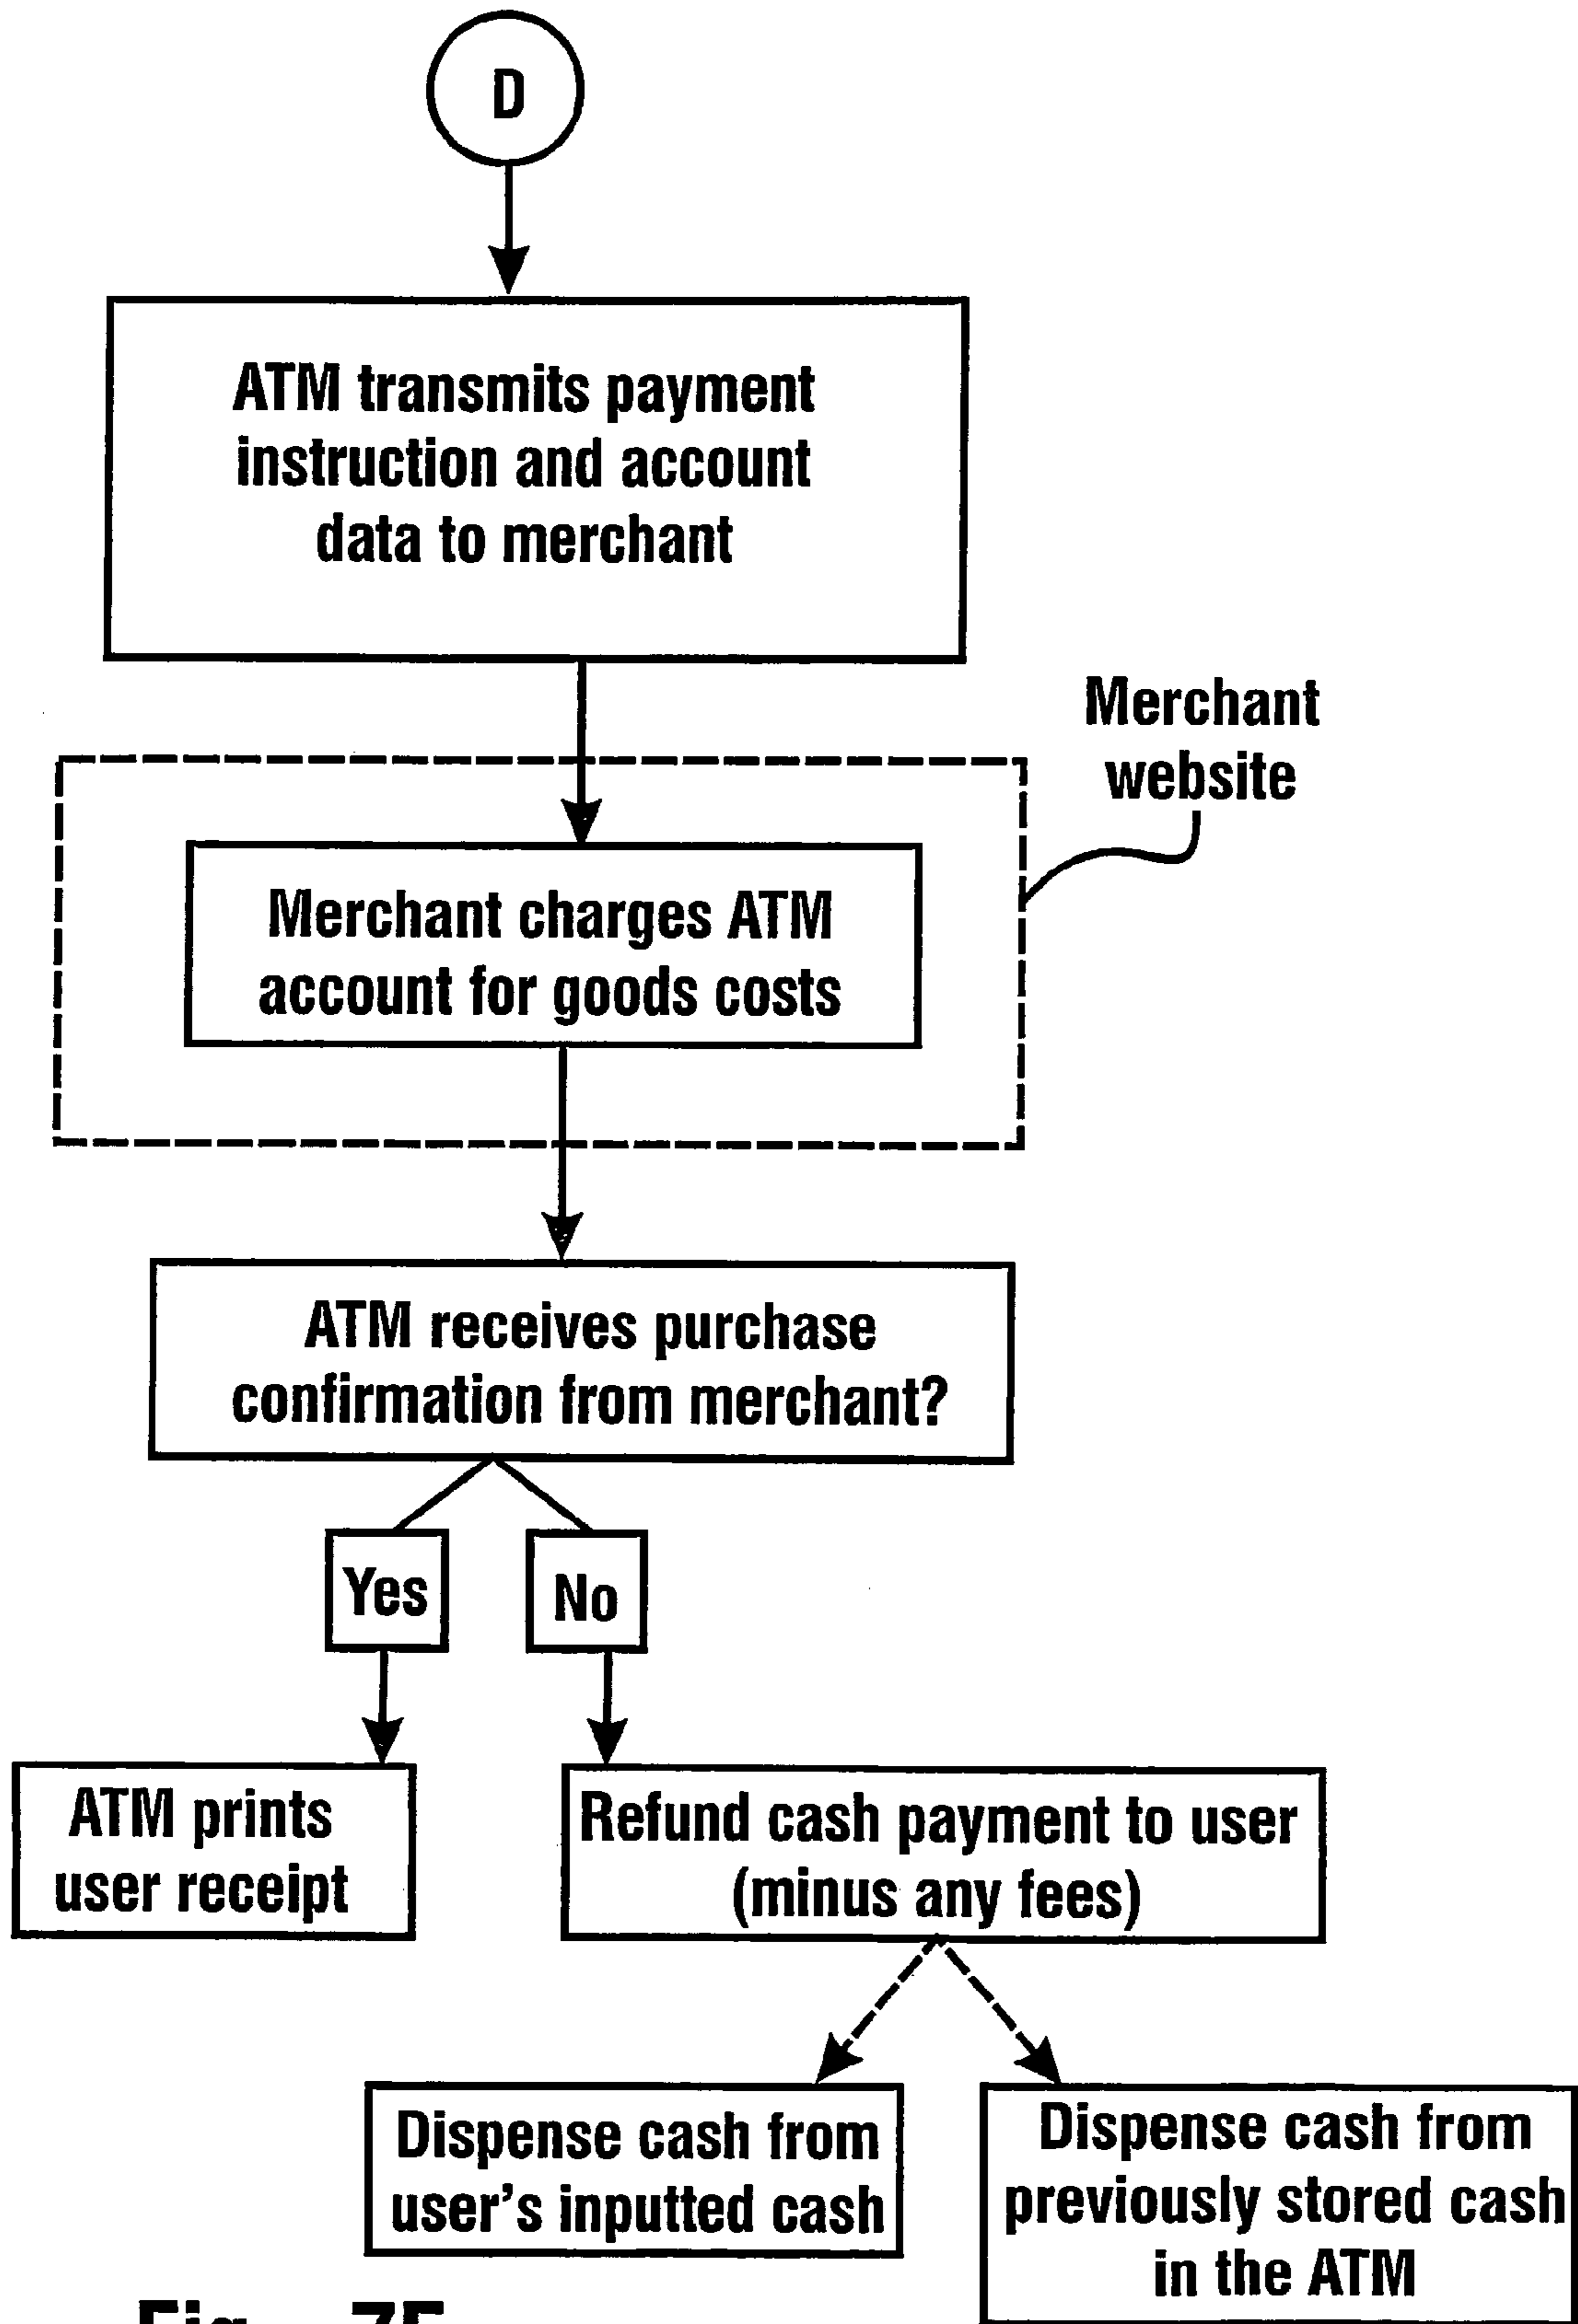 D
ATM transmits payment
instruction and account
data to merchant
Merchant
website
Merchant charges ATM
account for goods costs
ATM receives purchase
confirmation from merchant?
Yes
No
ATM prints
user receipt
Refund cash payment to user
(minus any fees)
Dispense cash from
user's inputted cash
Dispense cash from
previously stored cash
in the ATM